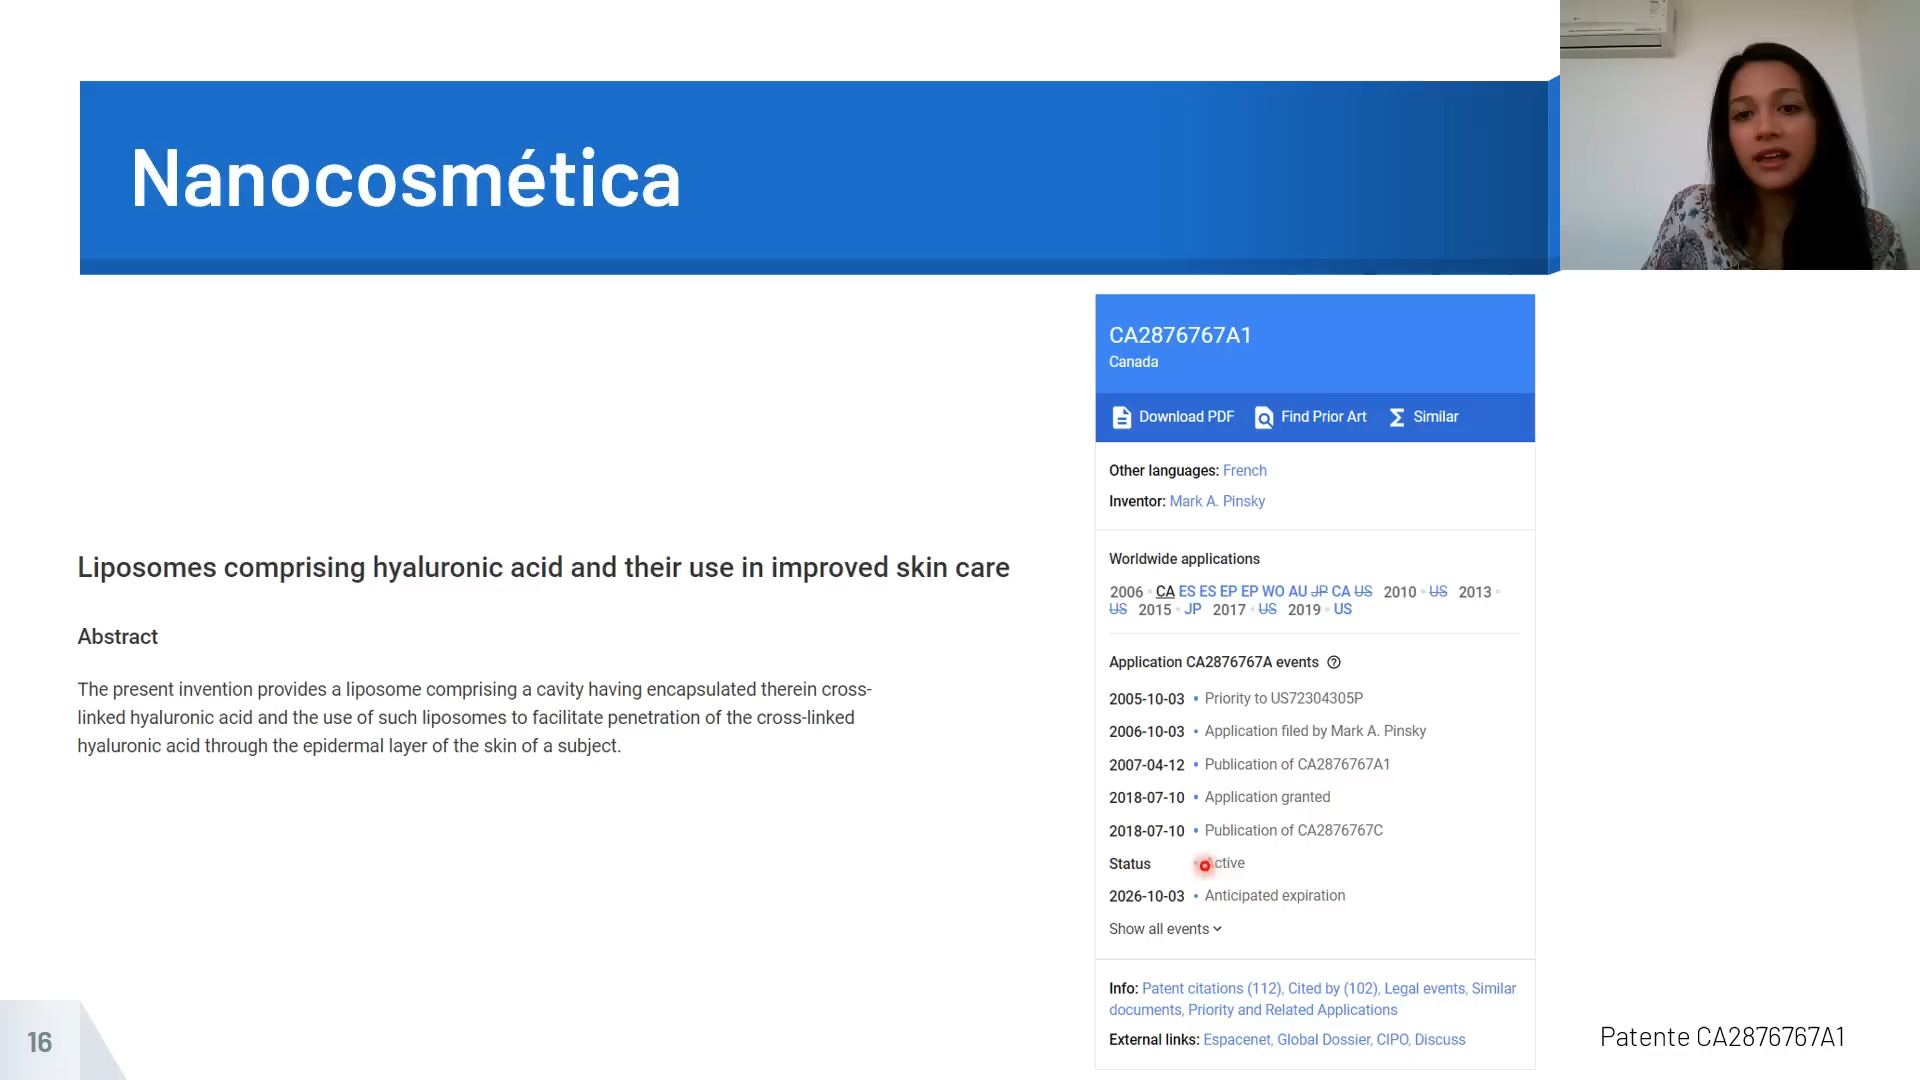 Nanocosmética
Liposomes comprising hyaluronic acid and their use in improved skin care
Abstract
The present invention provides a liposome comprising a cavity having encapsulated therein cross-
linked hyaluronic acid and the use of such liposomes to facilitate penetration of the cross-linked
hyaluronic acid through the epidermal layer of the skin of a subject.
CA2876767A1
Canada
Download PDF Find Prior Art Similar
Other languages: French
Inventor: Mark A. Pinsky
Worldwide applications
2006 • CA ES ES EP EP WO AU JP CA US 2010 • US 2013 •
US 2015 • JP 2017 • US 2019 • US
Application CA2876767A events
2005-10-03 • Priority to US72304305P
2006-10-03 • Application filed by Mark A. Pinsky
2007-04-12 • Publication of CA2876767A1
2018-07-10 • Application granted
2018-07-10 • Publication of CA2876767C
Status • Active
2026-10-03 • Anticipated expiration
Show all events
Info: Patent citations (112), Cited by (102), Legal events, Similar
documents, Priority and Related Applications
External links: Espacenet, Global Dossier, CIPO, Discuss
16
Patente CA2876767A1